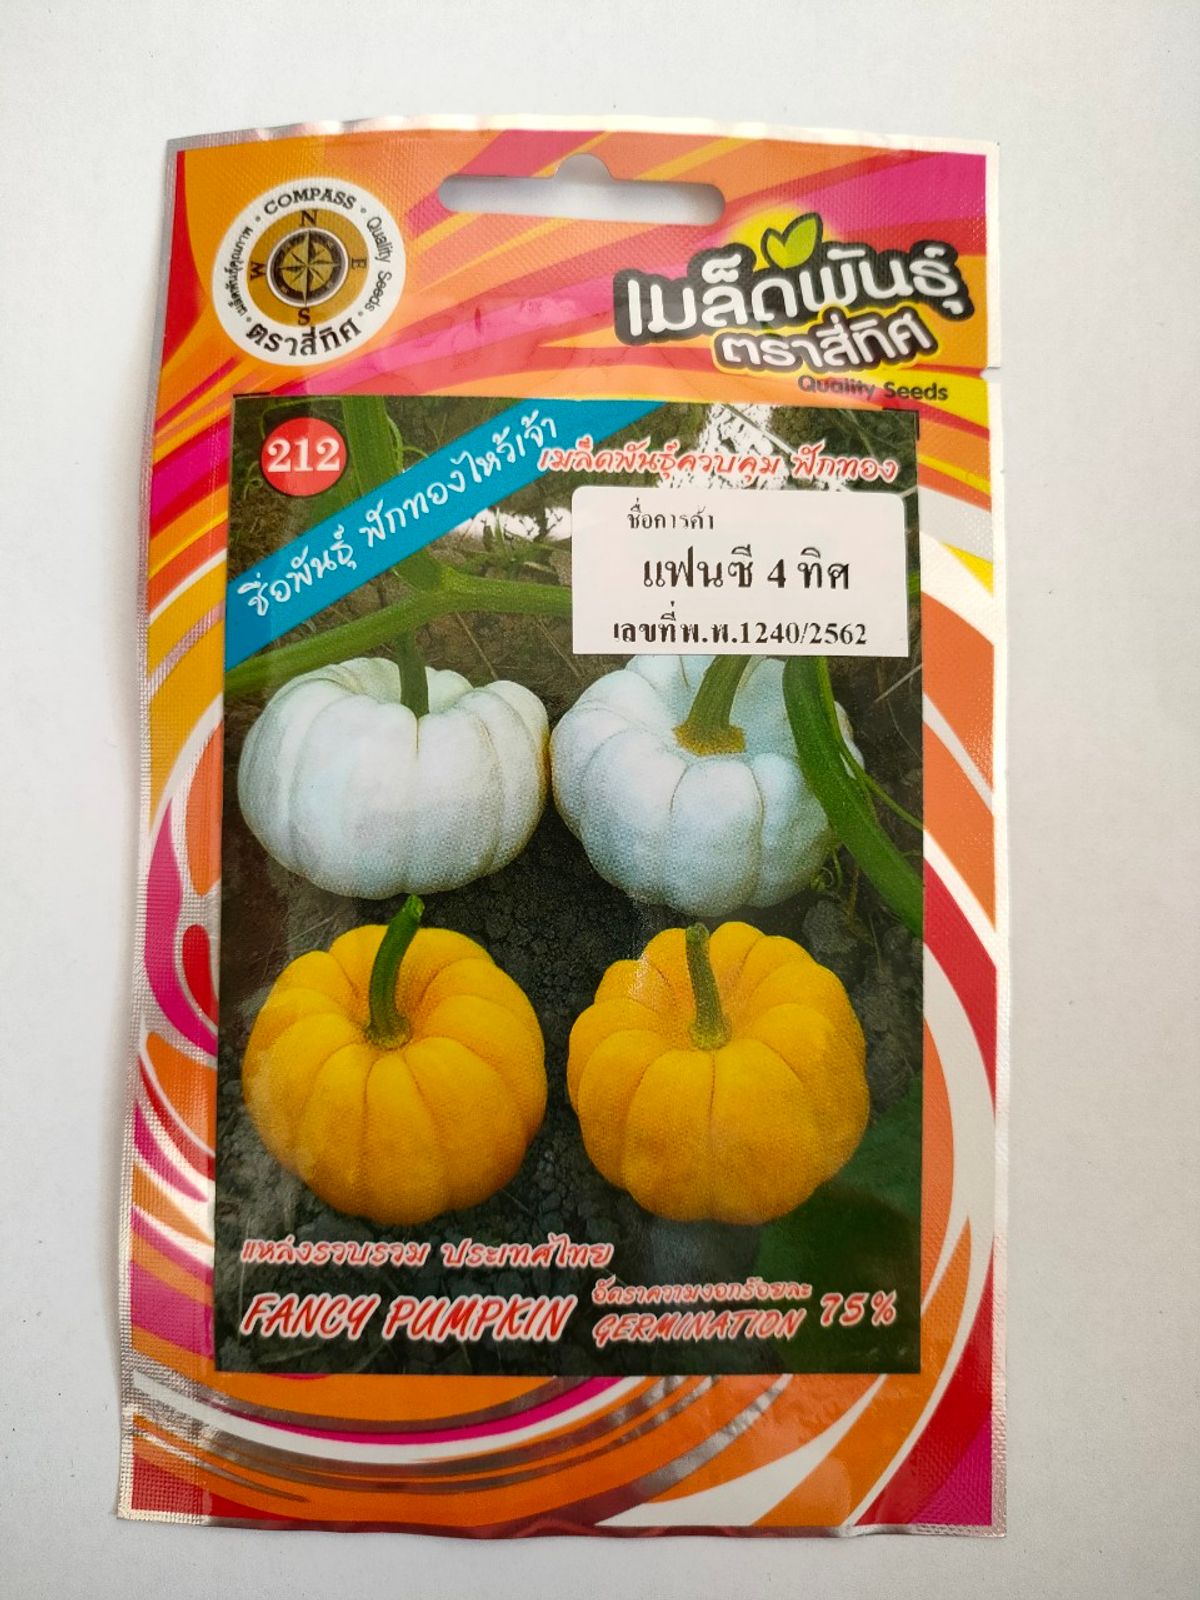 COMPASS
Quality Seeds
N
E
S
W
ตราสี่ทิศ
เมล็ดพันธุ์
ตราสี่ทิศ
Quality Seeds
212
ชื่อพันธุ์ ฟักทองไหว้เจ้า
เมล็ดพันธุ์ควบคุม ฟักทอง
ชื่อการค้า
แฟนซี 4 ทิศ
เลขที่พ.พ.1240/2562
แหล่งรวบรวม ประเทศไทย
FANCY PUMPKIN
อัตราความงอกร้อยละ
GERMINATION 75%